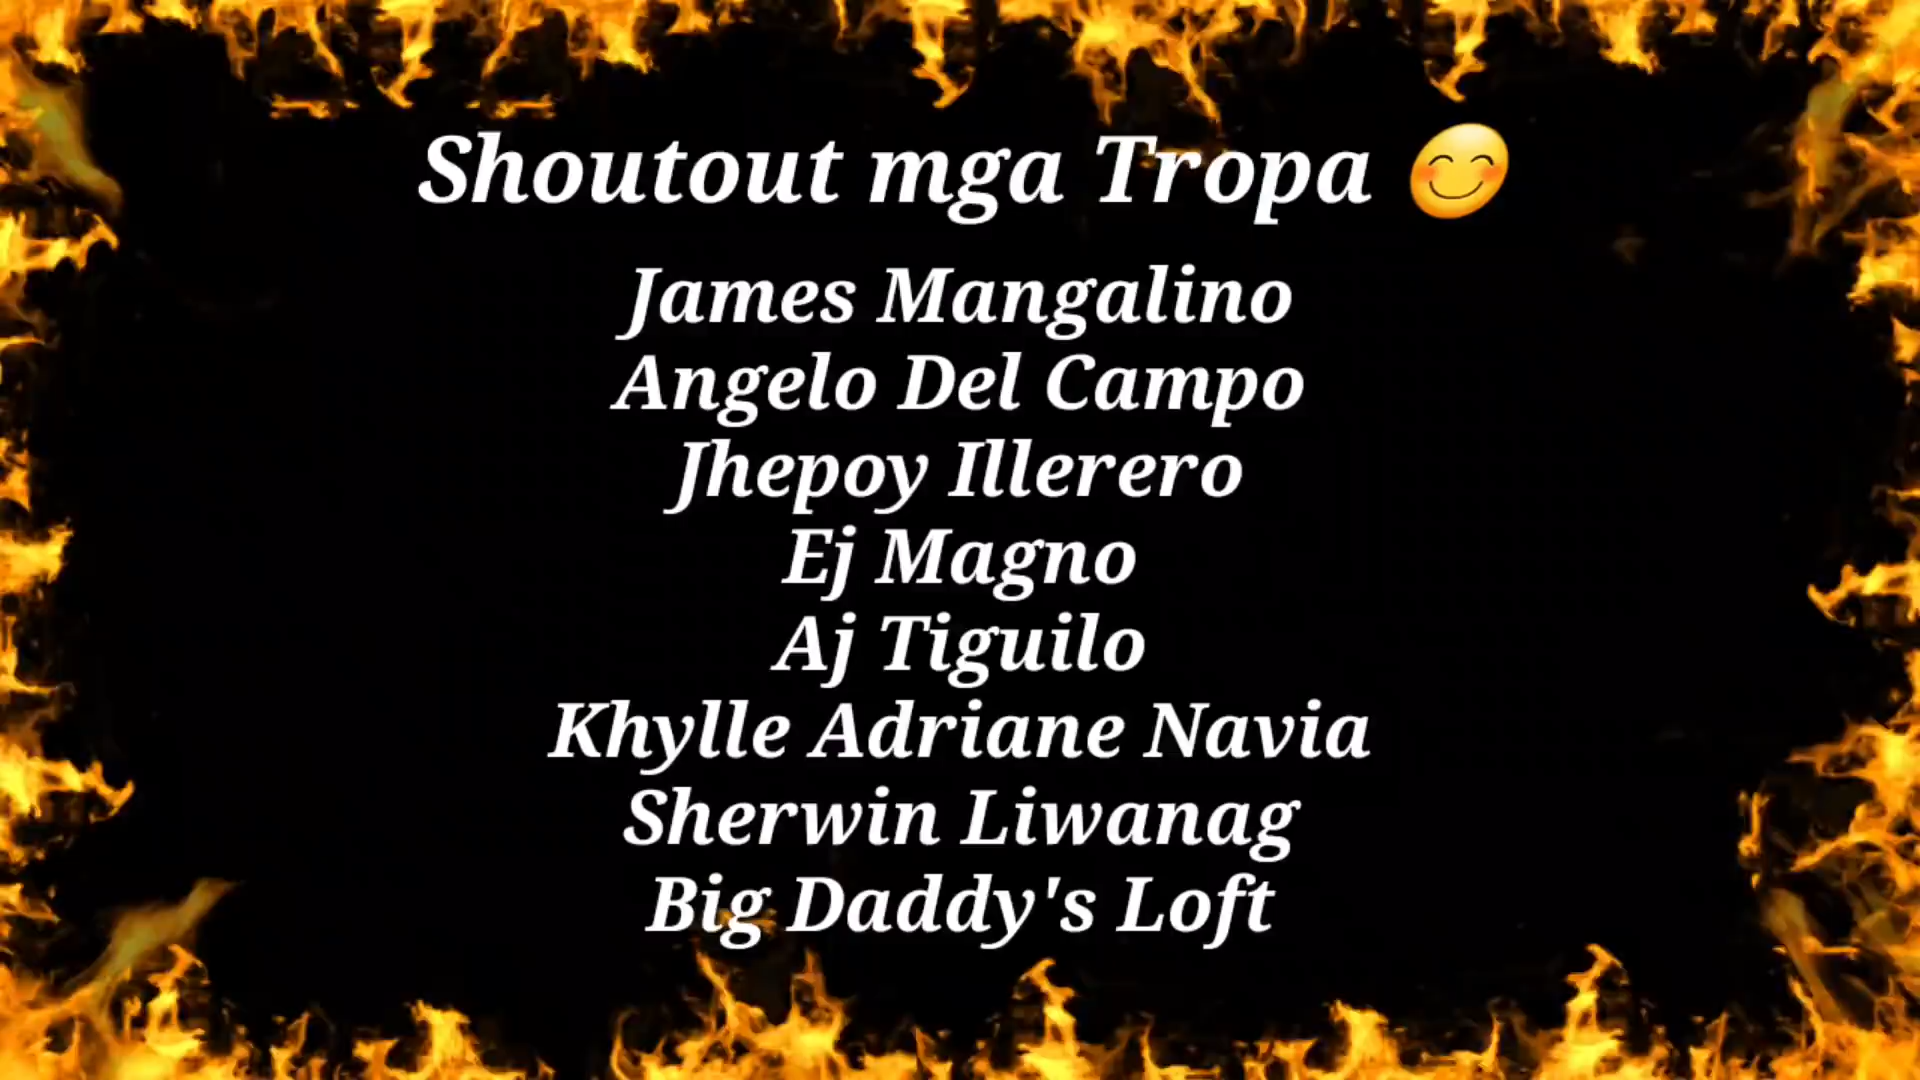 Shoutout mga Tropa 😊
James Mangalino
Angelo Del Campo
Jhepoy Illerero
Ej Magno
Aj Tiguilo
Khylle Adriane Navia
Sherwin Liwanag
Big Daddy's Loft